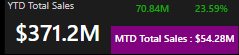 YTD Total Sales 70.84M 23.59%
$371.2M
MTD Total Sales : $54.28M